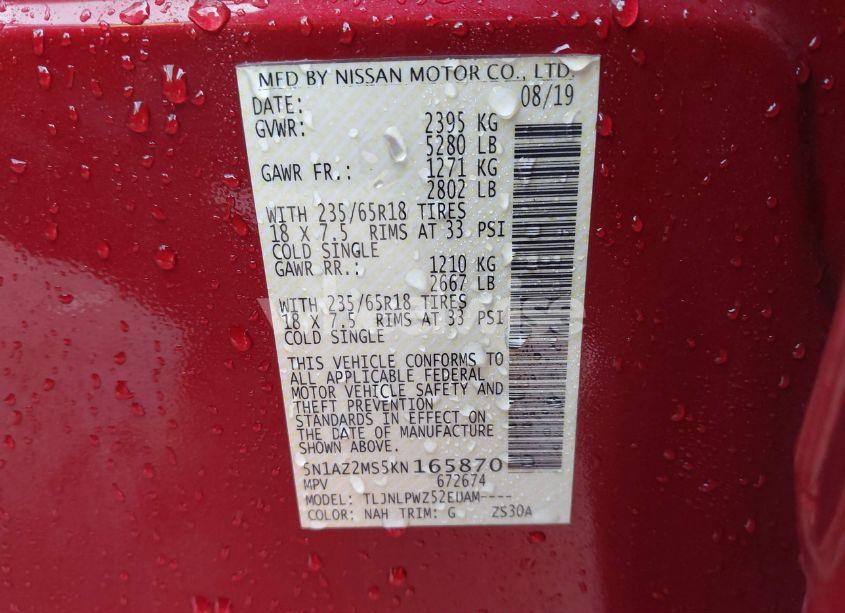 MFD BY NISSAN MOTOR CO., LTD.
DATE: 08/19
GVWR: 2395 KG
5280 LB
GAWR FR.: 1271 KG
2802 LB
WITH 235/65R18 TIRES
18 X 7.5 RIMS AT 33 PSI
COLD SINGLE
GAWR RR.: 1210 KG
2667 LB
WITH 235/65R18 TIRES
18 X 7.5 RIMS AT 33 PSI
COLD SINGLE
THIS VEHICLE CONFORMS TO
ALL APPLICABLE FEDERAL
MOTOR VEHICLE SAFETY AND
THEFT PREVENTION
STANDARDS IN EFFECT ON
THE DATE OF MANUFACTURE
SHOWN ABOVE.
5N1AZ2MS5KN165870
MPV 672674
MODEL: TLJNLPWZ52EUAM----
COLOR: NAH TRIM: G ZS30A